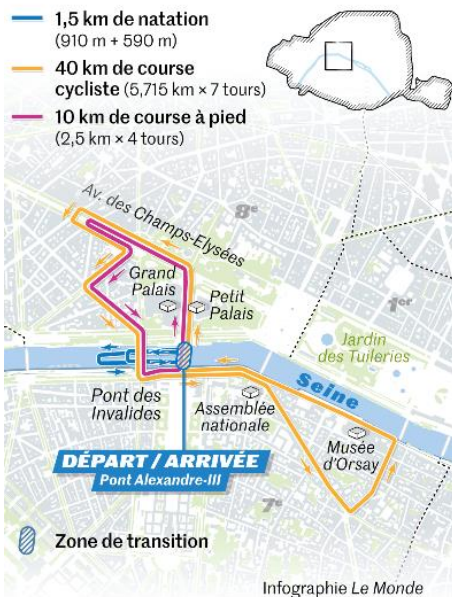 1,5 km de natation
(910 m + 590 m)
40 km de course
cycliste (5,715 km × 7 tours)
10 km de course à pied
(2,5 km × 4 tours)
Av. des Champs-Elysées
8e
Grand
Palais
Petit
Palais
1er
Jardin
des Tuileries
Seine
Pont des
Invalides
Assemblée
nationale
Musée
d'Orsay
DÉPART / ARRIVÉE
Pont Alexandre-III
7e
Zone de transition
Infographie Le Monde